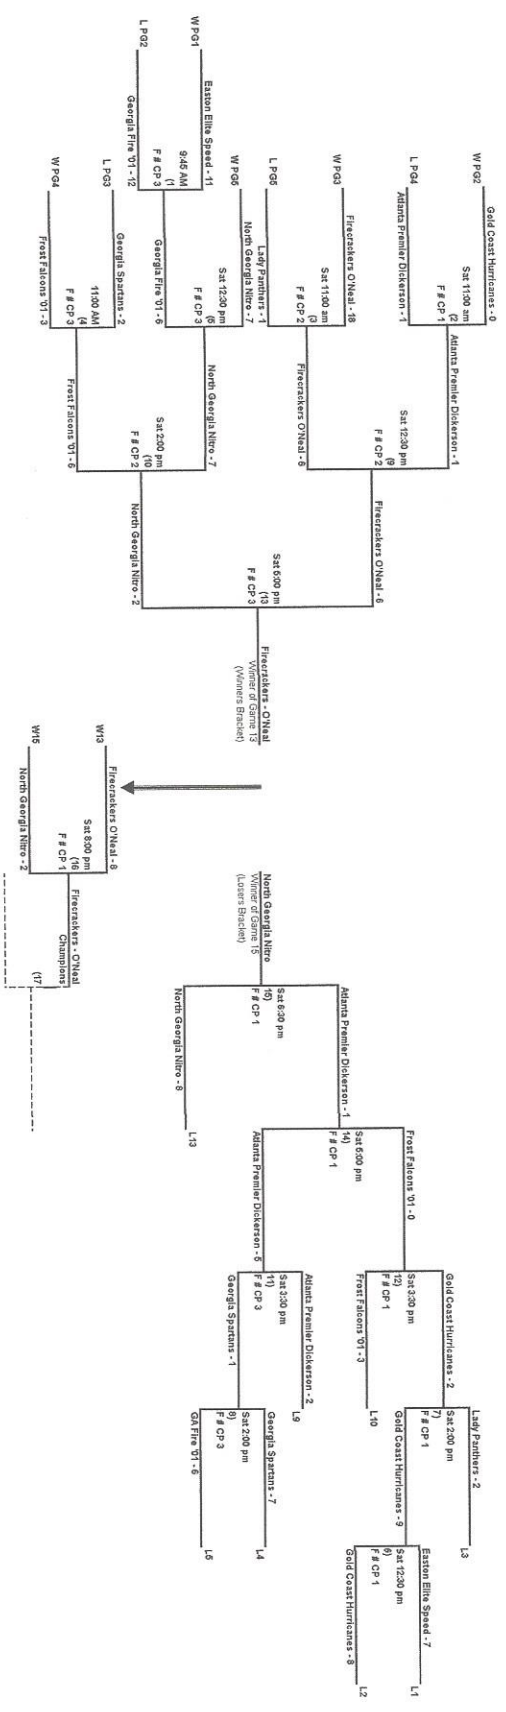 W PG2
Gold Coast Hurricanes - 0
Sat 11:00 am
(2
F # CP 1
L PG4
Atlanta Premier Dickerson - 1
Atlanta Premier Dickerson - 1
Sat 12:30 pm
(9
F # CP 2
W PG3
Firecrackers O'Neal - 18
Sat 11:00 am
(3
F # CP 2
L PG5
Lady Panthers - 1
Firecrackers O'Neal - 6
Firecrackers O'Neal - 6
Sat 5:00 pm
(13
F # CP 3
Firecrackers - O'Neal
Winner of Game 13
(Winners Bracket)
W PG5
North Georgia Nitro - 7
Sat 12:30 pm
F # CP 3
W PG1
Easton Elite Speed - 11
9:45 AM
(1
F # CP 3
L PG2
Georgia Fire '01 - 12
Georgia Fire '01 - 6
North Georgia Nitro - 7
Sat 2:00 pm
(10
F # CP 2
L PG3
Georgia Spartans - 2
11:00 AM
(4
F # CP 3
W PG4
Frost Falcons '01 - 3
Frost Falcons '01 - 6
North Georgia Nitro - 2
W13
Firecrackers O'Neal - 8
Sat 8:00 pm
(16
F # CP 1
W15
North Georgia Nitro - 2
Firecrackers - O'Neal
Champions
(17
North Georgia Nitro
Winner of Game 15
(Losers Bracket)
Atlanta Premier Dickerson - 1
Sat 6:30 pm
15)
F # CP 1
North Georgia Nitro - 8
L13
Frost Falcons '01 - 0
Sat 5:00 pm
14)
F # CP 1
Atlanta Premier Dickerson - 5
Gold Coast Hurricanes - 2
Sat 3:30 pm
12)
F # CP 1
Frost Falcons '01 - 3
L10
Atlanta Premier Dickerson - 2
L9
Sat 3:30 pm
11)
F # CP 3
Georgia Spartans - 1
Lady Panthers - 2
L3
Sat 2:00 pm
7)
F # CP 1
Gold Coast Hurricanes - 9
Georgia Spartans - 7
L4
Sat 2:00 pm
8)
F # CP 3
GA Fire '01 - 6
L5
Easton Elite Speed - 7
L1
Sat 12:30 pm
6)
F # CP 1
Gold Coast Hurricanes - 8
L2